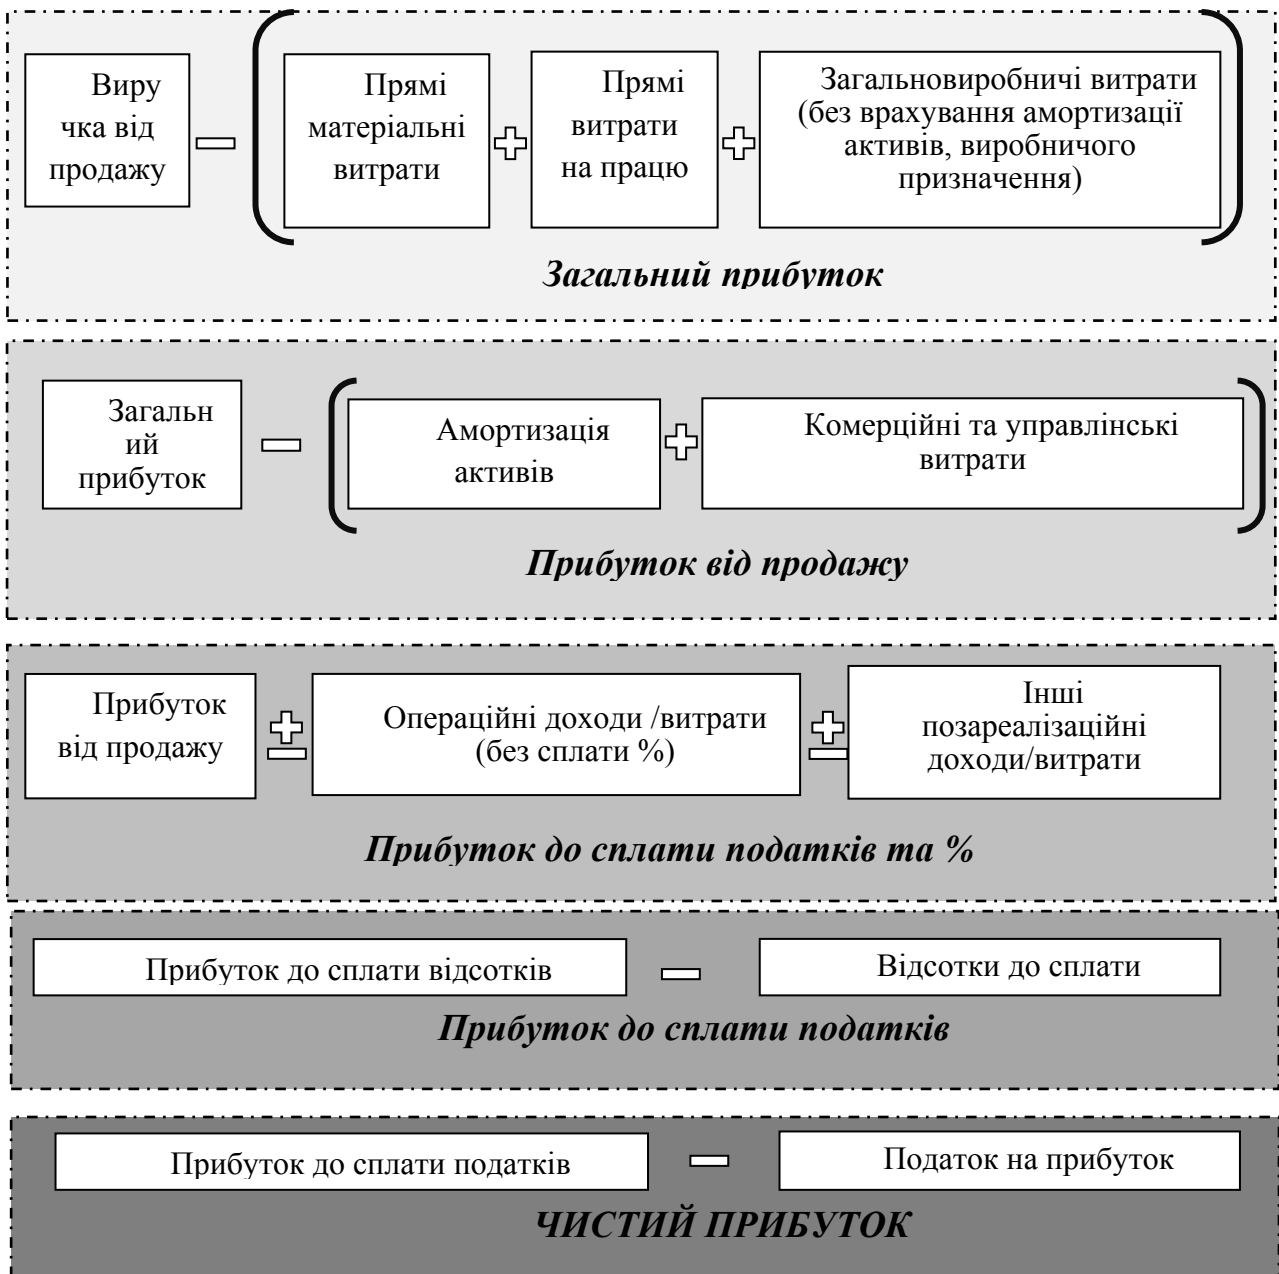 Виру
чка від
продажу
Прямі
матеріальні
витрати
Прямі
витрати
на працю
Загальновиробничі витрати
(без врахування амортизації
активів, виробничого
призначення)
Загальний прибуток
Загальн
ий
прибуток
Амортизація
активів
Комерційні та управлінські
витрати
Прибуток від продажу
Прибуток
від продажу
Операційні доходи /витрати
(без сплати %)
Інші
позареалізаційні
доходи/витрати
Прибуток до сплати податків та %
Прибуток до сплати відсотків
Відсотки до сплати
Прибуток до сплати податків
Прибуток до сплати податків
Податок на прибуток
ЧИСТИЙ ПРИБУТОК